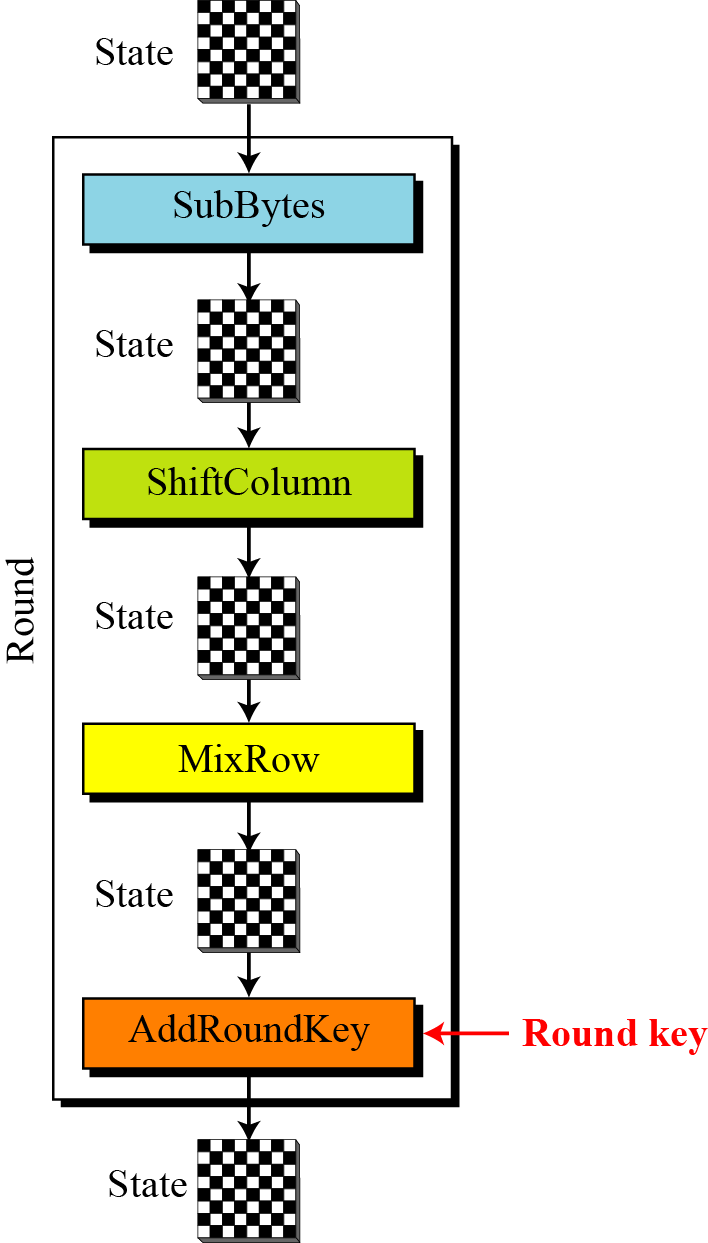 State
SubBytes
State
ShiftColumn
Round
State
MixRow
State
AddRoundKey
Round key
State